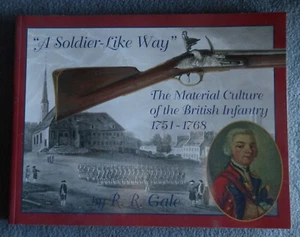 "A Soldier-Like Way"
The Material Culture
of the British Infantry
1751-1768
by R. R. Gale